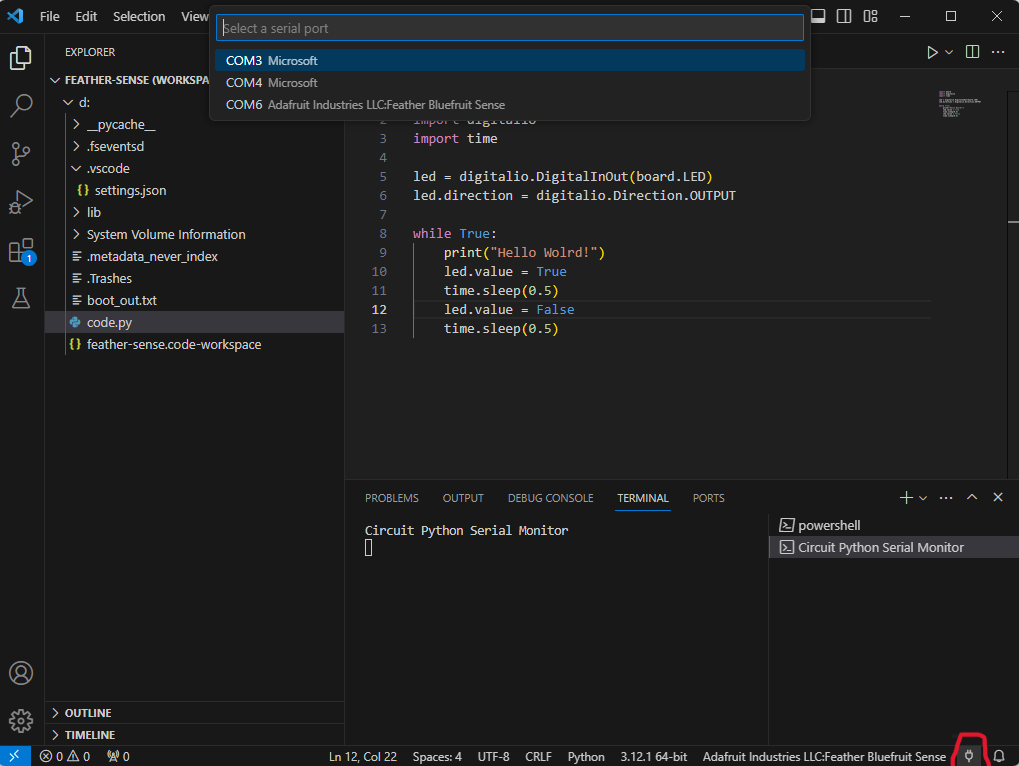 File Edit Selection View
Select a serial port
COM3 Microsoft
COM4 Microsoft
COM6 Adafruit Industries LLC:Feather Bluefruit Sense
EXPLORER
FEATHER-SENSE (WORKSPA
d:
__pycache__
.fseventsd
.vscode
{} settings.json
lib
System Volume Information
.metadata_never_index
.Trashes
boot_out.txt
code.py
{} feather-sense.code-workspace
1
OUTLINE
TIMELINE
2 import digitalio
3 import time
4
5 led = digitalio.DigitalInOut(board.LED)
6 led.direction = digitalio.Direction.OUTPUT
7
8 while True:
9 print("Hello Wolrd!")
10 led.value = True
11 time.sleep(0.5)
12 led.value = False
13 time.sleep(0.5)
PROBLEMS OUTPUT DEBUG CONSOLE TERMINAL PORTS
Circuit Python Serial Monitor
powershell
Circuit Python Serial Monitor
0 0 0 Ln 12, Col 22 Spaces: 4 UTF-8 CRLF Python 3.12.1 64-bit Adafruit Industries LLC:Feather Bluefruit Sense